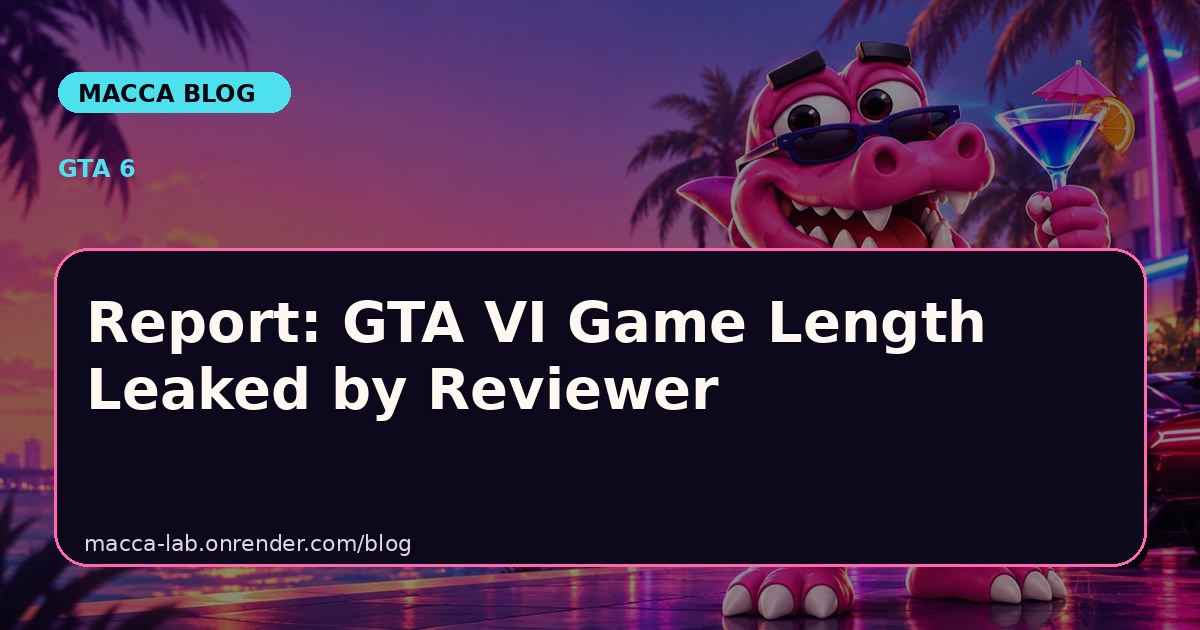 MACCA BLOG
GTA 6
Report: GTA VI Game Length
Leaked by Reviewer
macca-lab.onrender.com/blog